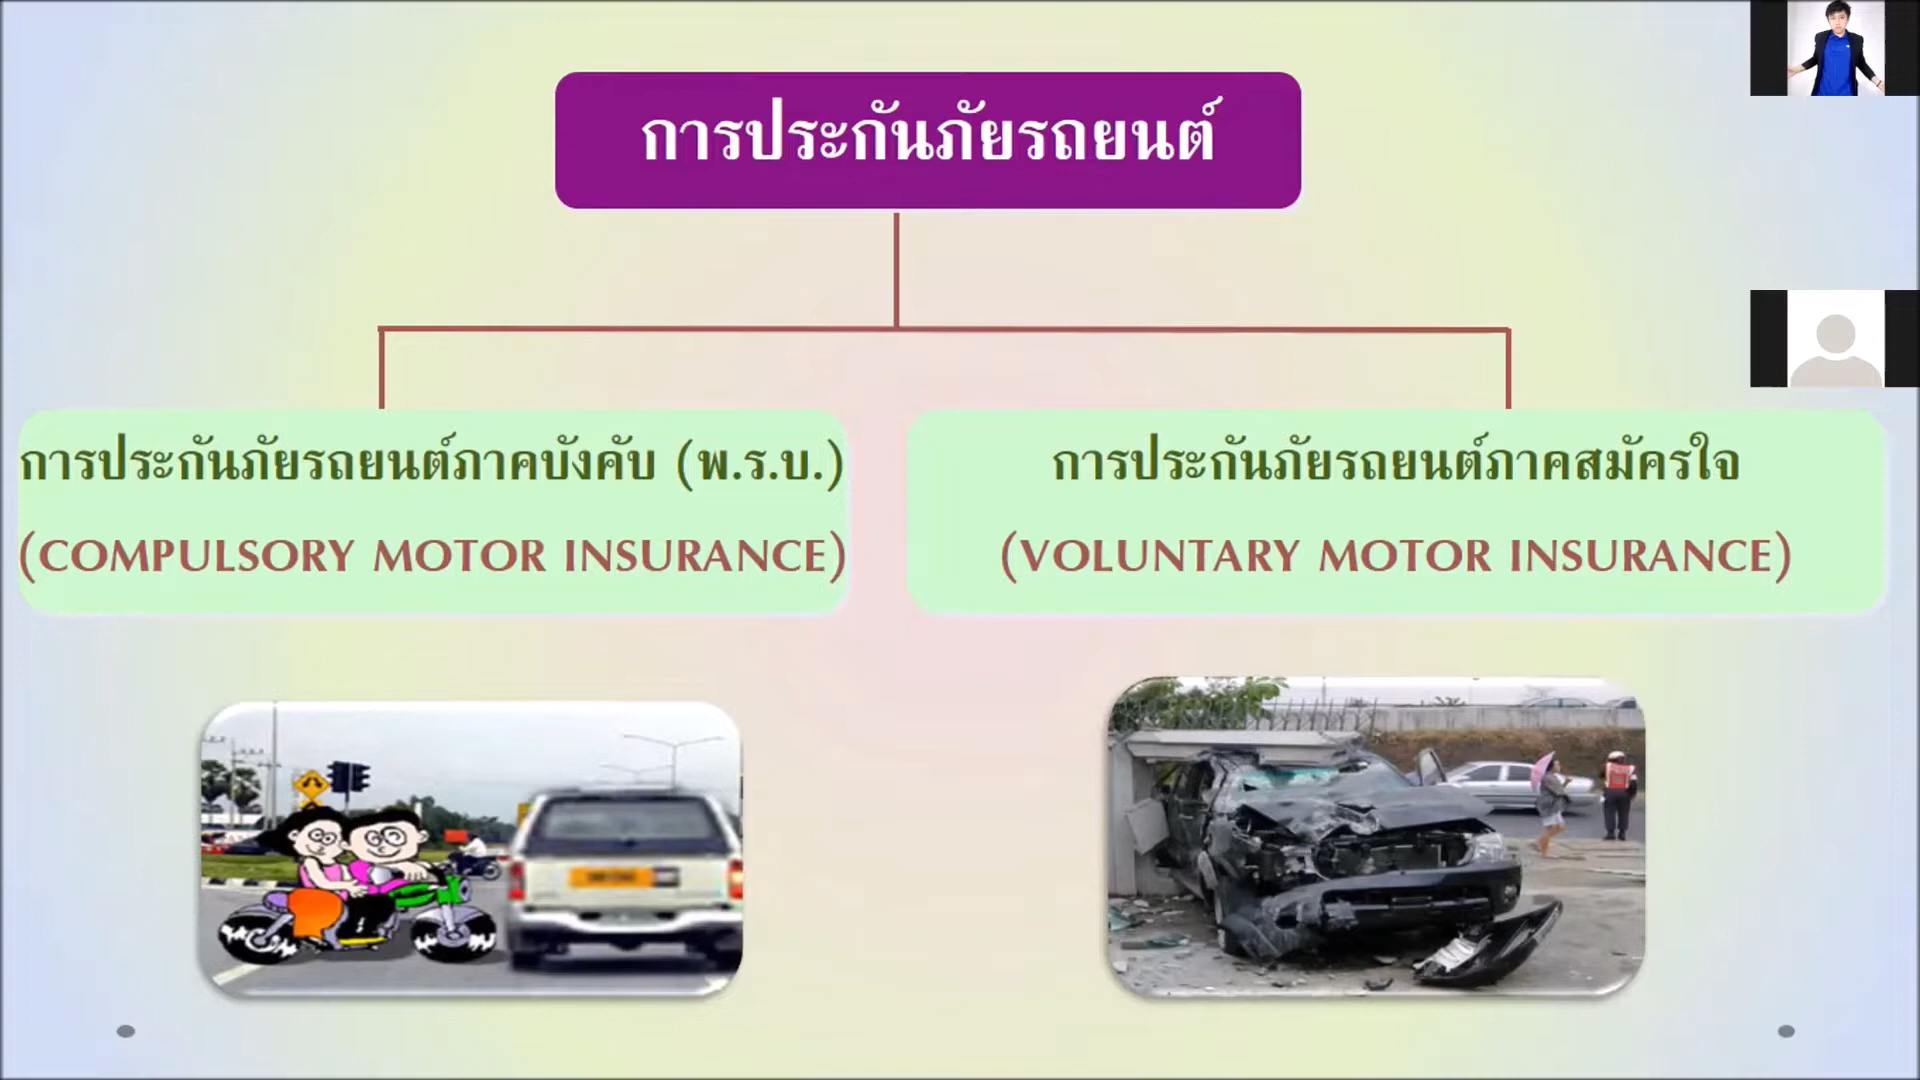 การประกันภัยรถยนต์
การประกันภัยรถยนต์ภาคบังคับ (พ.ร.บ.)
(COMPULSORY MOTOR INSURANCE)
การประกันภัยรถยนต์ภาคสมัครใจ
(VOLUNTARY MOTOR INSURANCE)